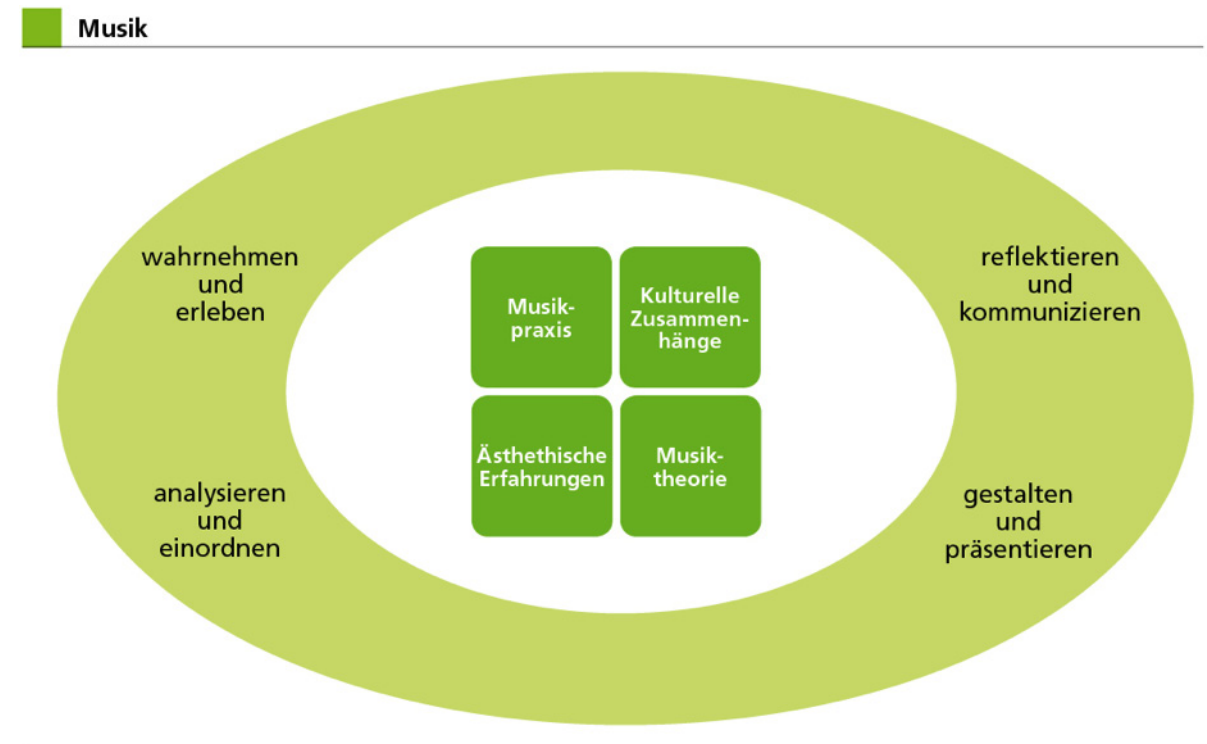 Musik
wahrnehmen
und
erleben
reflektieren
und
kommunizieren
Musik-
praxis
Kulturelle
Zusammen-
hänge
Ästhethische
Erfahrungen
Musik-
theorie
analysieren
und
einordnen
gestalten
und
präsentieren